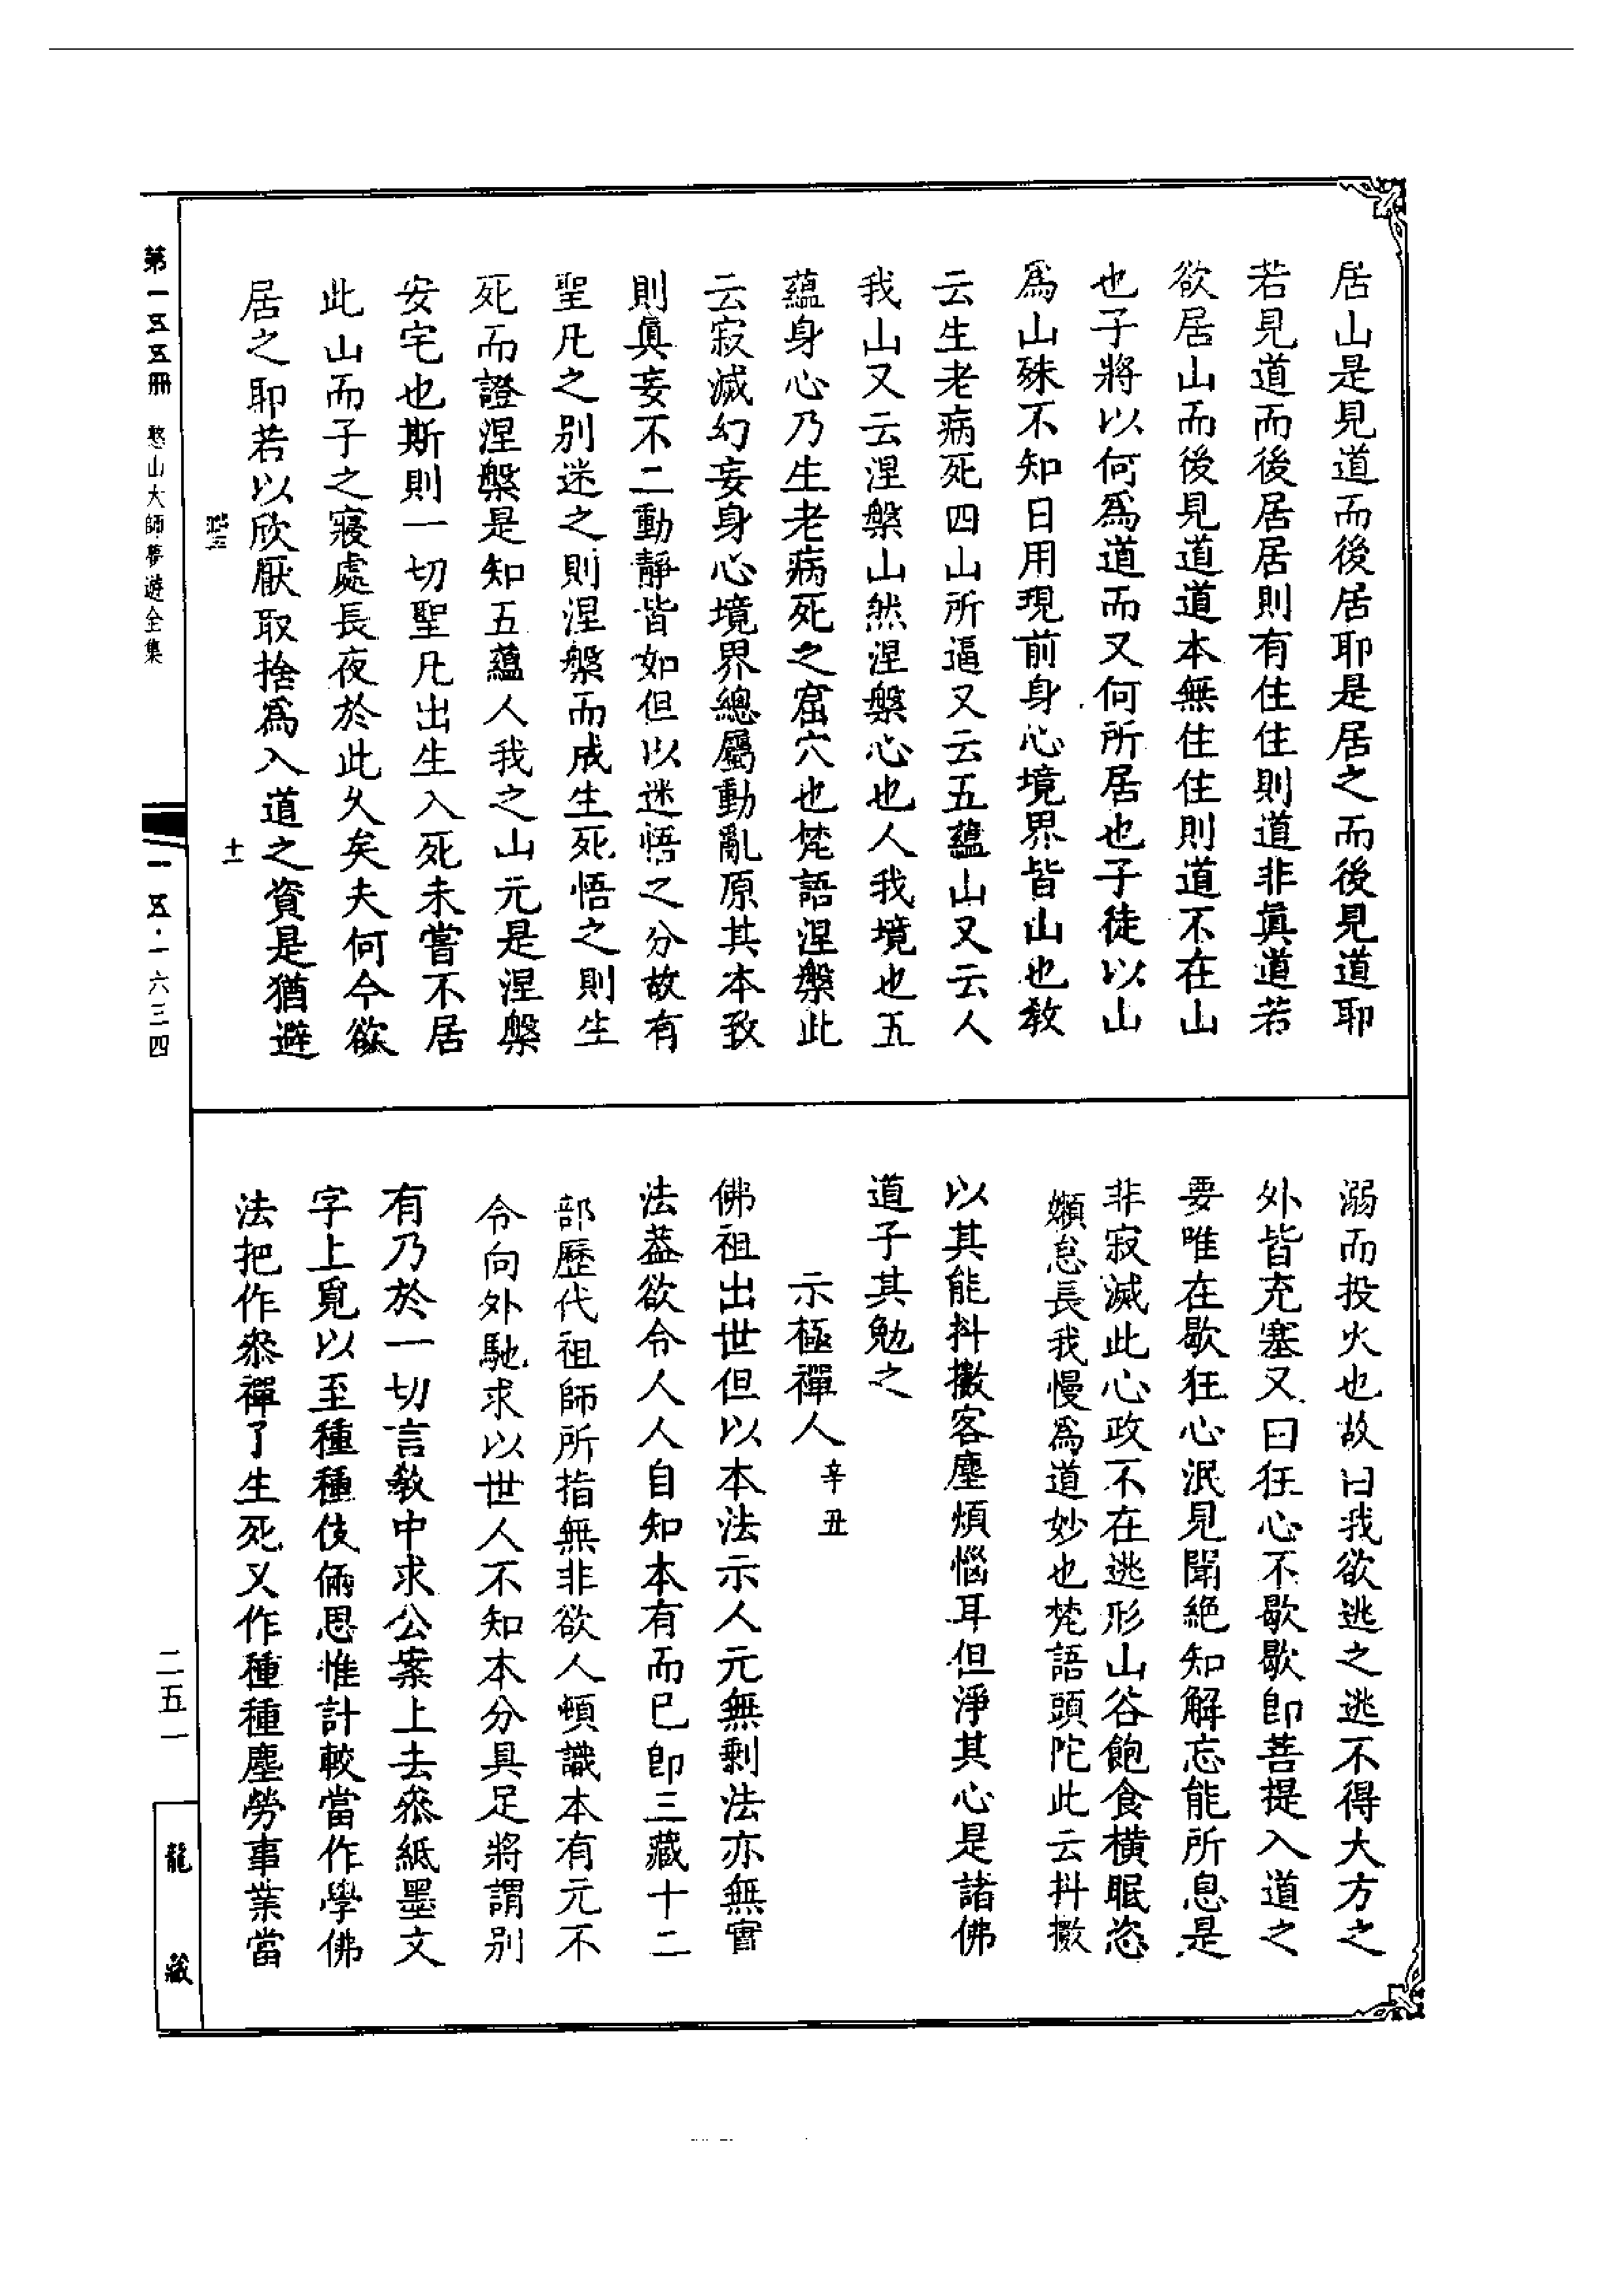 居山是見道而後居耶是居之而後見道耶
若見道而後居居則有住住則道非眞道若
欲居山而後見道道本無住住則道不在山
也子將以何爲道而又何所居也子徒以山
爲山殊不知日用現前身心境界皆山也教
云生老病死四山所逼又云五蘊山又云人
我山又云涅槃山然涅槃心也人我境也五
蘊身心乃生老病死之窟穴也梵語涅槃此
云寂滅幻妄身心境界總屬動亂原其本致
則眞妄不二動靜皆如但以迷悟之分故有
聖凡之別迷之則涅槃而成生死悟之則生
死而證涅槃是知五蘊人我之山元是涅槃
安宅也斯則一切聖凡出生入死未嘗不居
此山而子之寢處長夜於此久矣夫何今欲
居之耶若以欣厭取捨爲入道之資是猶避
溺而投火也故曰我欲逃之逃不得大方之
外皆充塞又曰狂心不歇歇即菩提入道之
要唯在歇狂心泯見聞絶知解忘能所息是
非寂滅此心政不在逃形山谷飽食橫眠恣
嬾怠長我慢爲道妙也梵語頭陀此云抖擻
以其能抖擻客塵煩惱耳但淨其心是諸佛
道子其勉之
示極禪人 辛丑
佛祖出世但以本法示人元無剩法亦無實
法葢欲令人人自知本有而已即三藏十二
部歷代祖師所指無非欲人頓識本有元不
令向外馳求以世人不知本分具足將謂別
有乃於一切言教中求公案上去叅紙墨文
字上覓以至種種伎倆思惟計較當作學佛
法把作叅禪了生死又作種種塵勞事業當
十一
第一五五冊 憨山大師夢遊全集
一五五·一六三四
二五一
龍藏